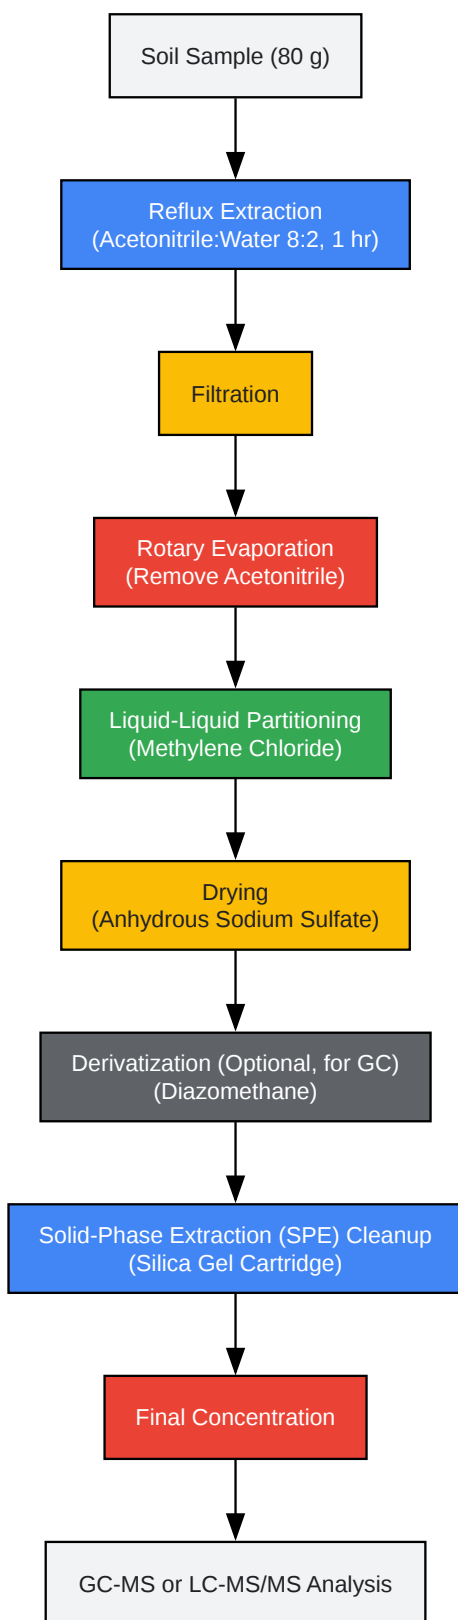 Soil Sample (80 g)
Reflux Extraction
(Acetonitrile:Water 8:2, 1 hr)
Filtration
Rotary Evaporation
(Remove Acetonitrile)
Liquid-Liquid Partitioning
(Methylene Chloride)
Drying
(Anhydrous Sodium Sulfate)
Derivatization (Optional, for GC)
(Diazomethane)
Solid-Phase Extraction (SPE) Cleanup
(Silica Gel Cartridge)
Final Concentration
GC-MS or LC-MS/MS Analysis